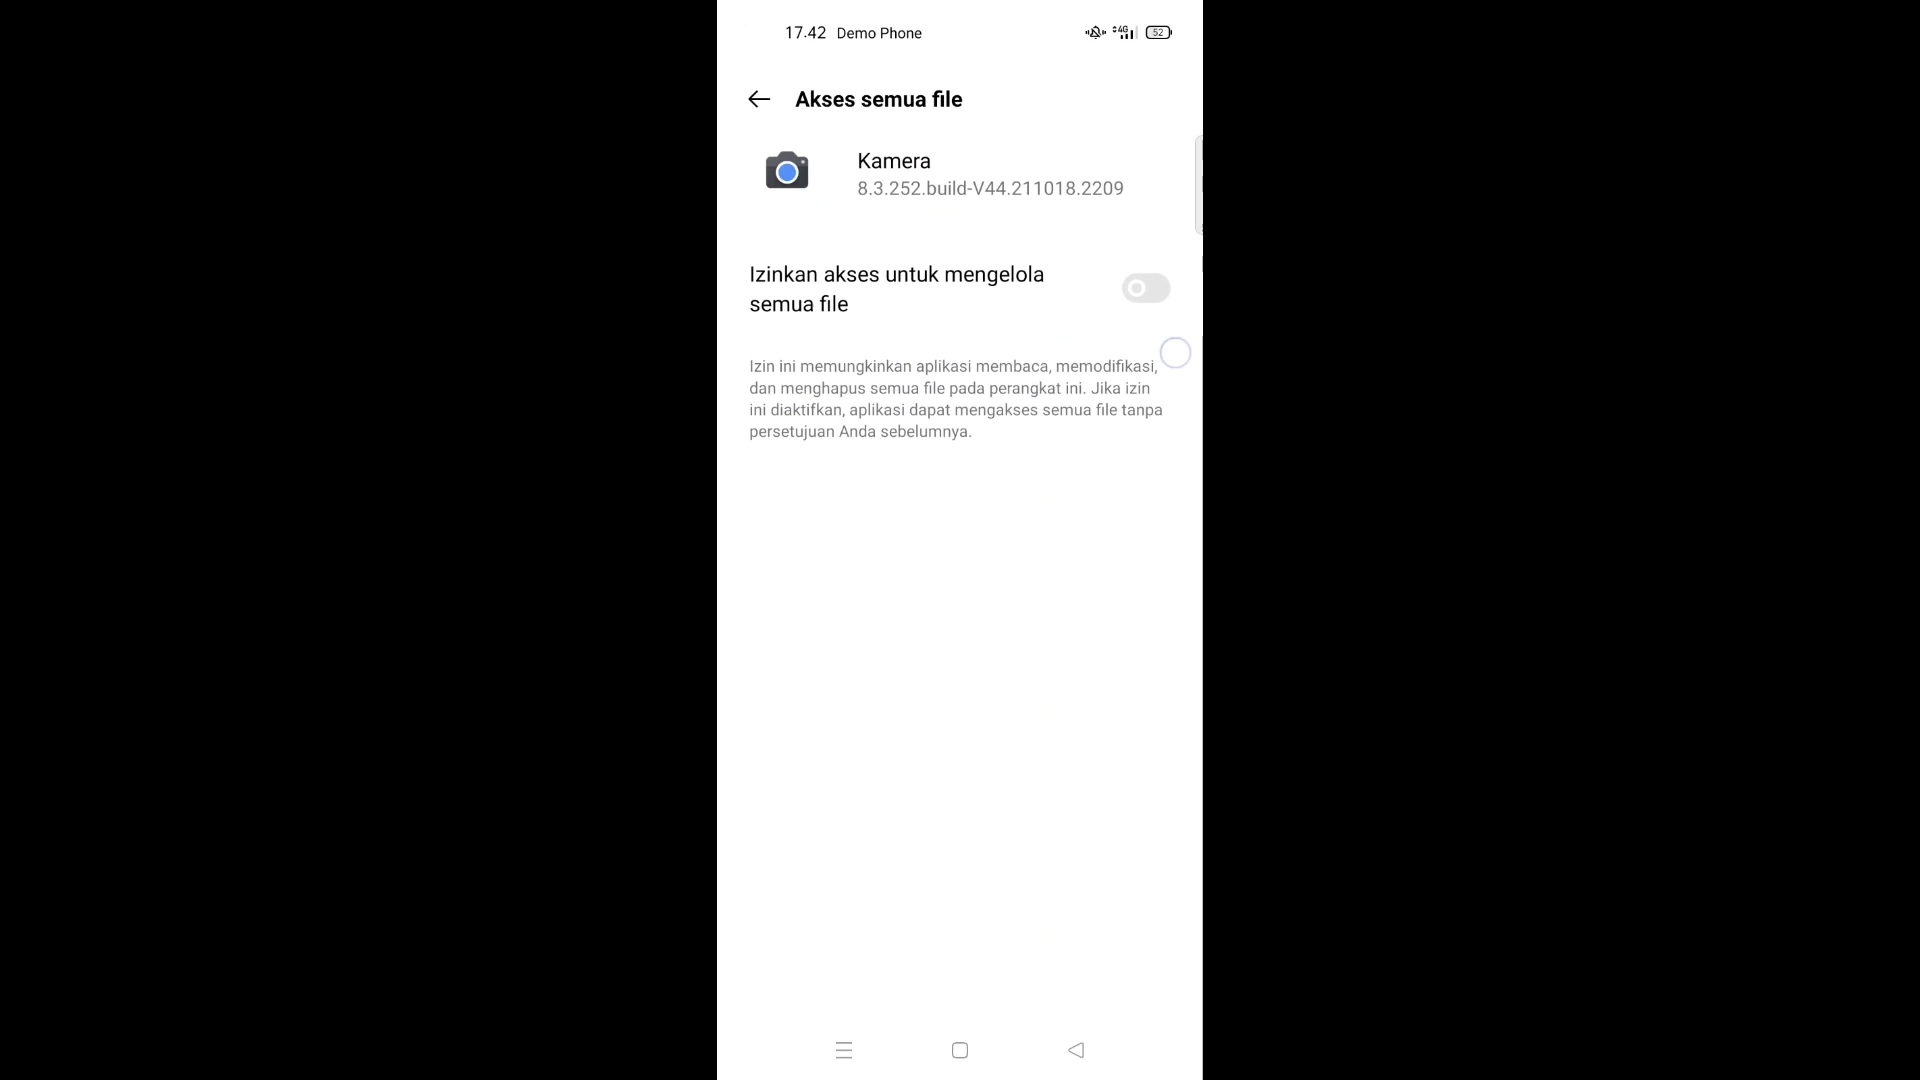 17.42 Demo Phone 4G 52
Akses semua file
Kamera
8.3.252.build-V44.211018.2209
Izinkan akses untuk mengelola
semua file
Izin ini memungkinkan aplikasi membaca, memodifikasi,
dan menghapus semua file pada perangkat ini. Jika izin
ini diaktifkan, aplikasi dapat mengakses semua file tanpa
persetujuan Anda sebelumnya.